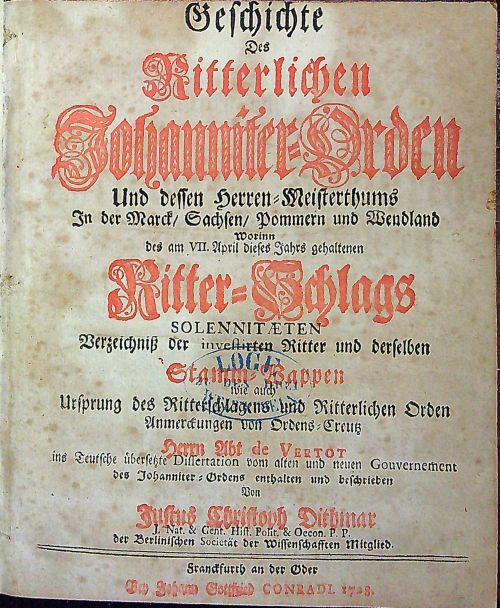 Geschichte
Des
Ritterlichen
Johanniter-Orden
Und dessen Herren-Meisterthums
In der Marck/ Sachsen/ Pommern und Wendland
Worinn
des am VII. April dieses Jahrs gehaltenen
Ritter-Schlags
SOLENNITÆTEN
Verzeichniß der investirten Ritter und derselben
LOGE
Stamm-Wappen
wie auch
Ursprung des Ritterschlagens und Ritterlichen Orden
Anmerckungen von Ordens-Creutz
Herrn Abt de VERTOT
ins Teutsche übersetzte Dissertation vom alten und neuen Gouvernement
des Johanniter-Ordens enthalten und beschrieben
Von
Justus Christoph Dithmar
J. Nat. & Gent. Hist. Polit. & Oecon. P. P.
der Berlinischen Societät der Wissenschafften Mitglied.
Franckfurth an der Oder
Bey Johann Gottfried CONRADI. 1728.